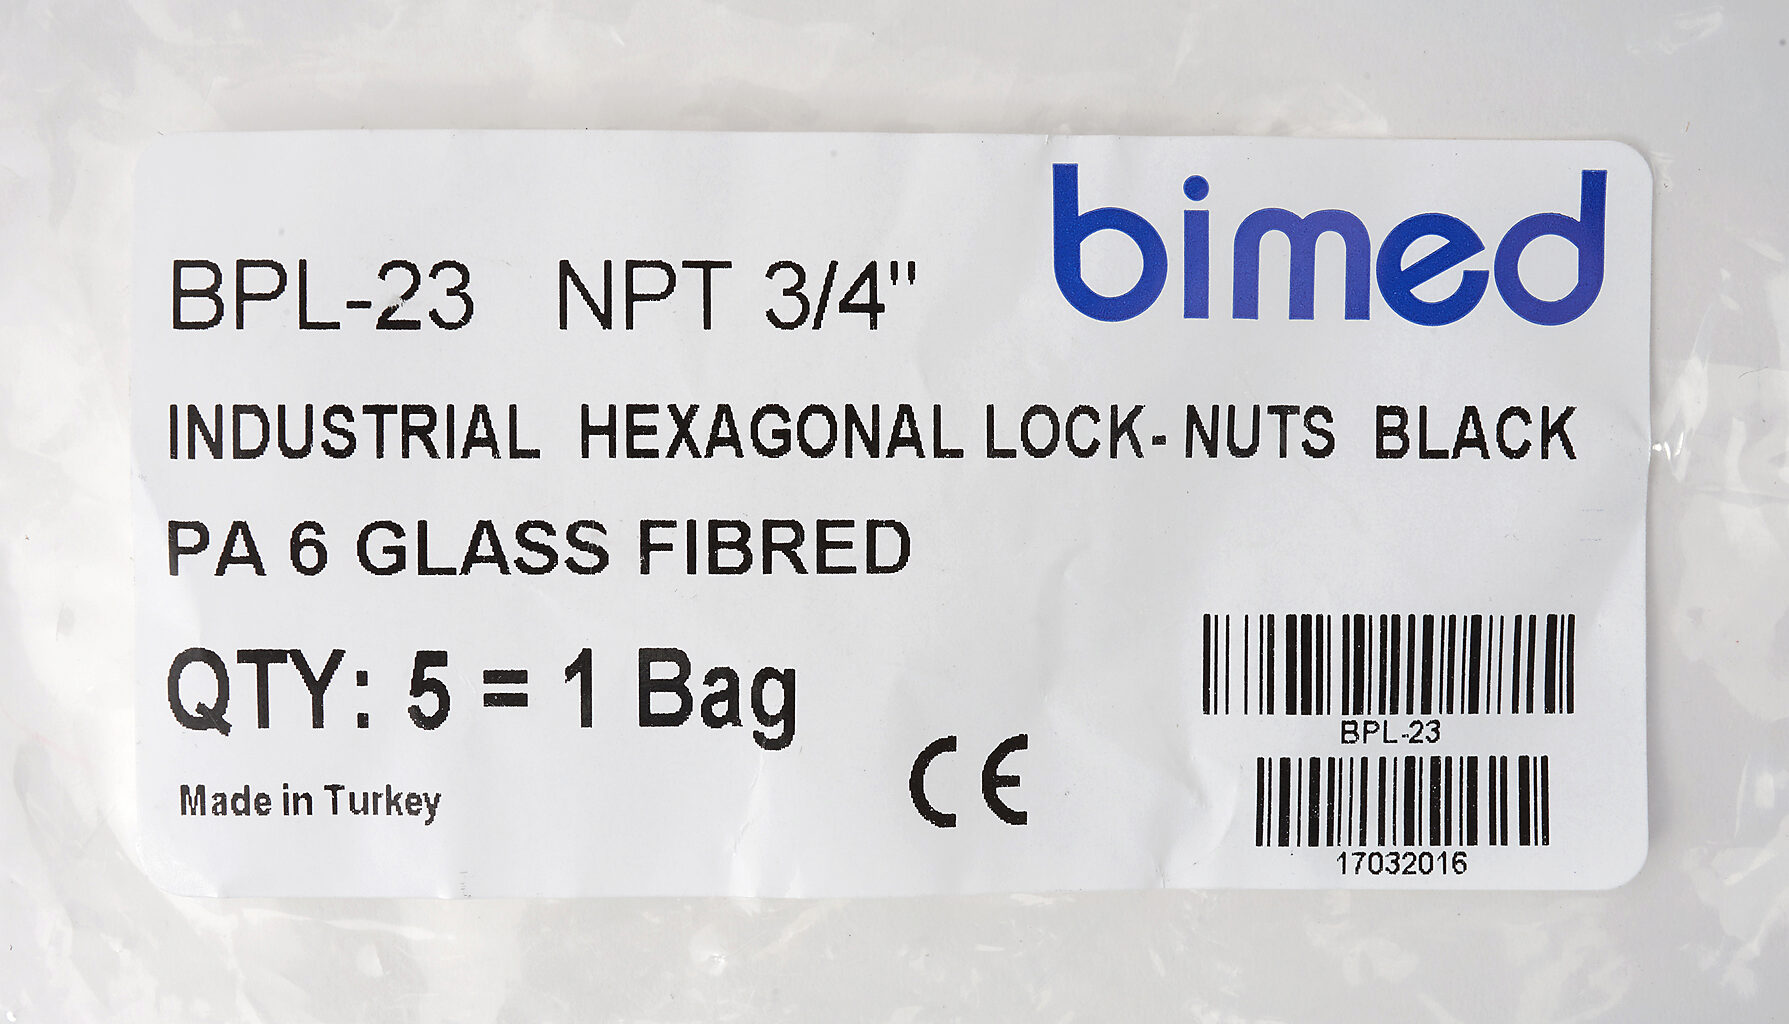 bimed
BPL-23 NPT 3/4"
INDUSTRIAL HEXAGONAL LOCK- NUTS BLACK
PA 6 GLASS FIBRED
QTY: 5 = 1 Bag
BPL-23
Made in Turkey
CE
17032016